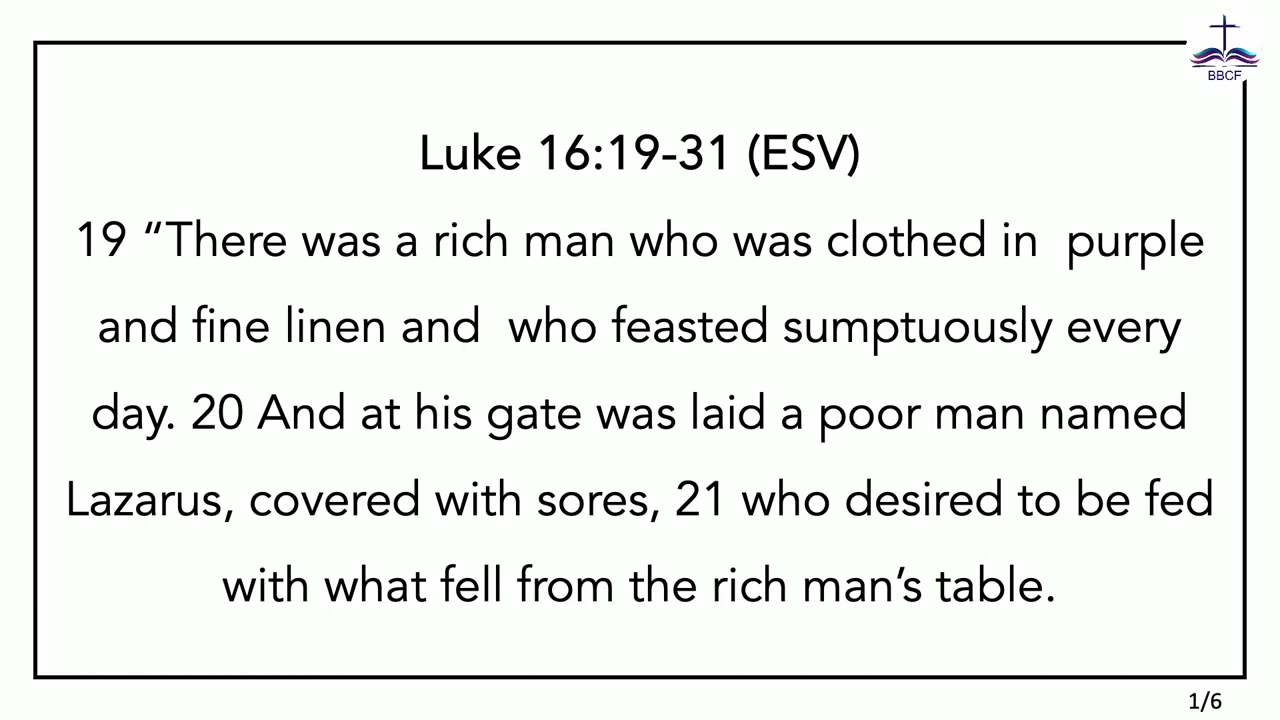 BBCF
Luke 16:19-31 (ESV)
19 “There was a rich man who was clothed in  purple
and fine linen and  who feasted sumptuously every
day. 20 And at his gate was laid a poor man named
Lazarus, covered with sores, 21 who desired to be fed
with what fell from the rich man’s table.
1/6